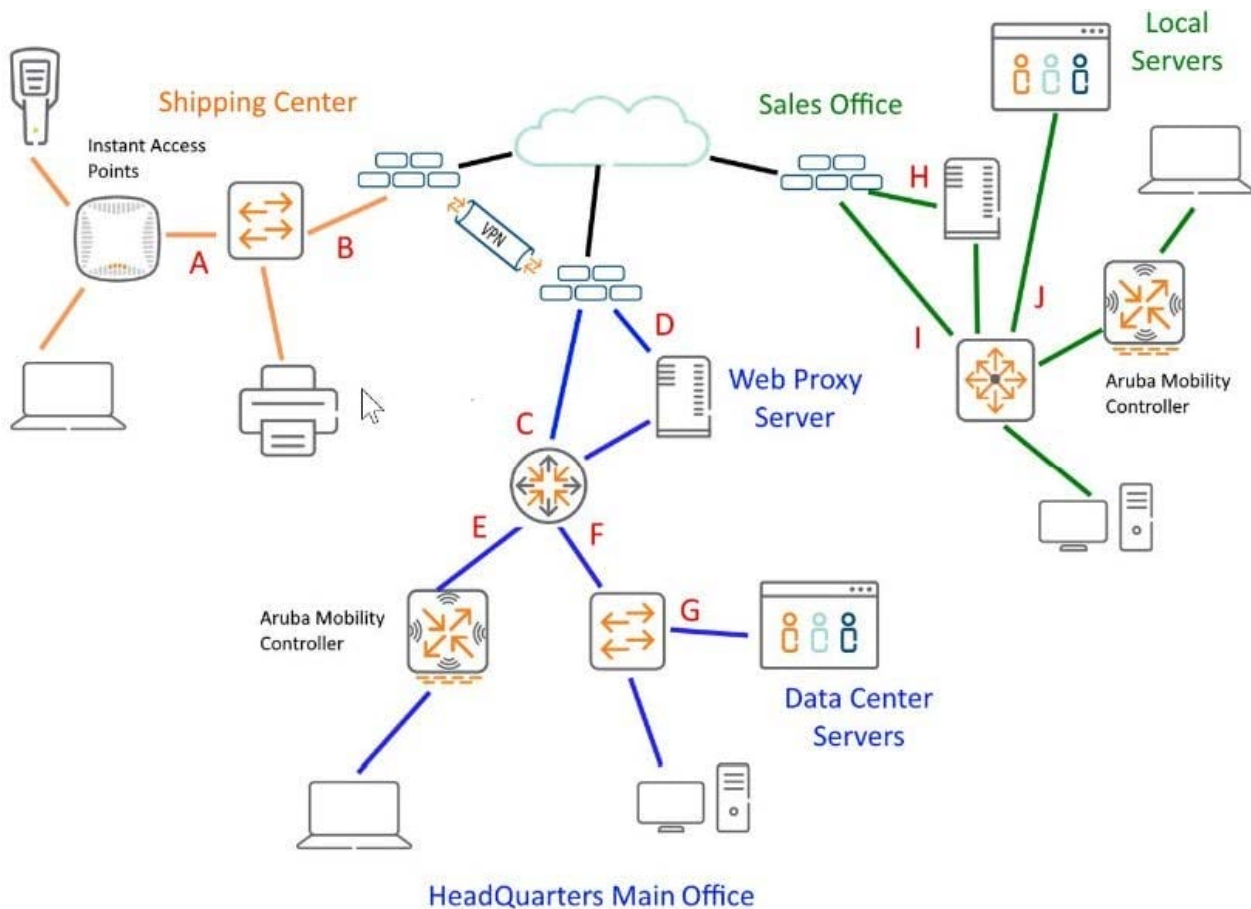 Local
Servers
Shipping Center
Sales Office
Instant Access
Points
H
A
B
VPN
D
I
J
Web Proxy
Server
Aruba Mobility
Controller
C
E
F
Aruba Mobility
Controller
G
Data Center
Servers
HeadQuarters Main Office